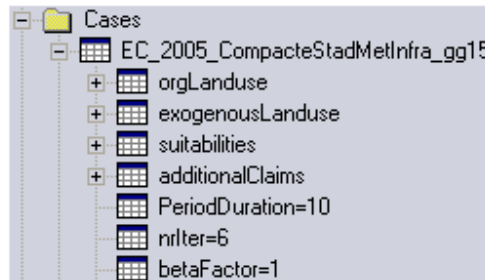 Cases
EC_2005_CompacteStadMetInfra_gg15
orgLanduse
exogenousLanduse
suitabilities
additionalClaims
PeriodDuration=10
nrIter=6
betaFactor=1